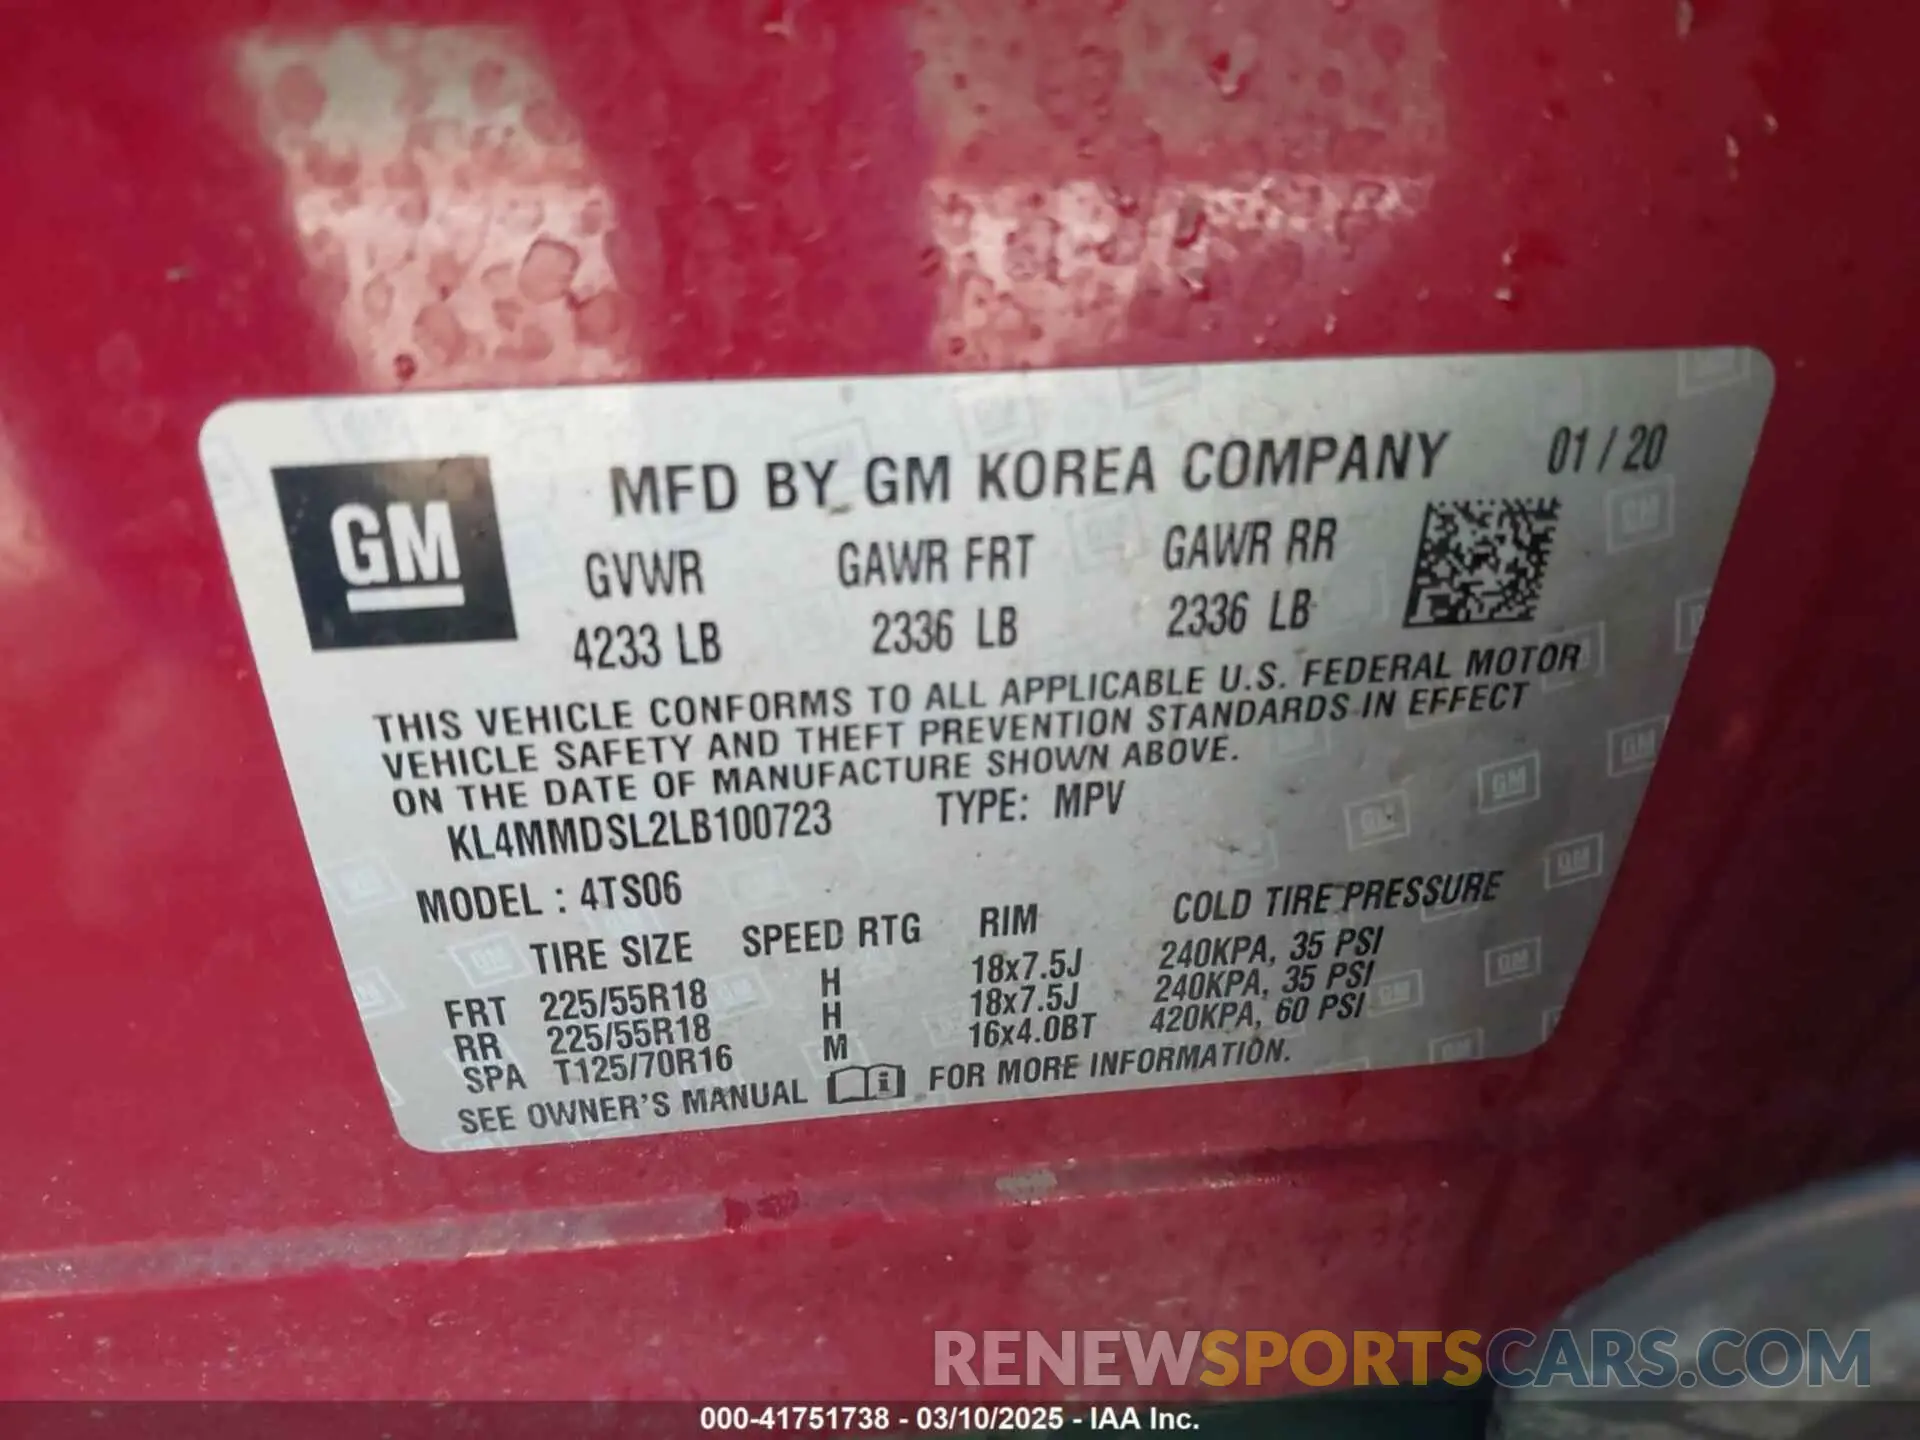 GM
MFD BY GM KOREA COMPANY 01 / 20
GVWR GAWR FRT GAWR RR
4233 LB 2336 LB 2336 LB
THIS VEHICLE CONFORMS TO ALL APPLICABLE U.S. FEDERAL MOTOR
VEHICLE SAFETY AND THEFT PREVENTION STANDARDS IN EFFECT
ON THE DATE OF MANUFACTURE SHOWN ABOVE.
KL4MMDSL2LB100723 TYPE: MPV
MODEL : 4TS06
TIRE SIZE SPEED RTG RIM COLD TIRE PRESSURE
FRT 225/55R18 H 18x7.5J 240KPA, 35 PSI
RR 225/55R18 H 18x7.5J 240KPA, 35 PSI
SPA T125/70R16 M 16x4.0BT 420KPA, 60 PSI
SEE OWNER'S MANUAL FOR MORE INFORMATION.
RENEWSPORTSCARS.COM
000-41751738 - 03/10/2025 - IAA Inc.